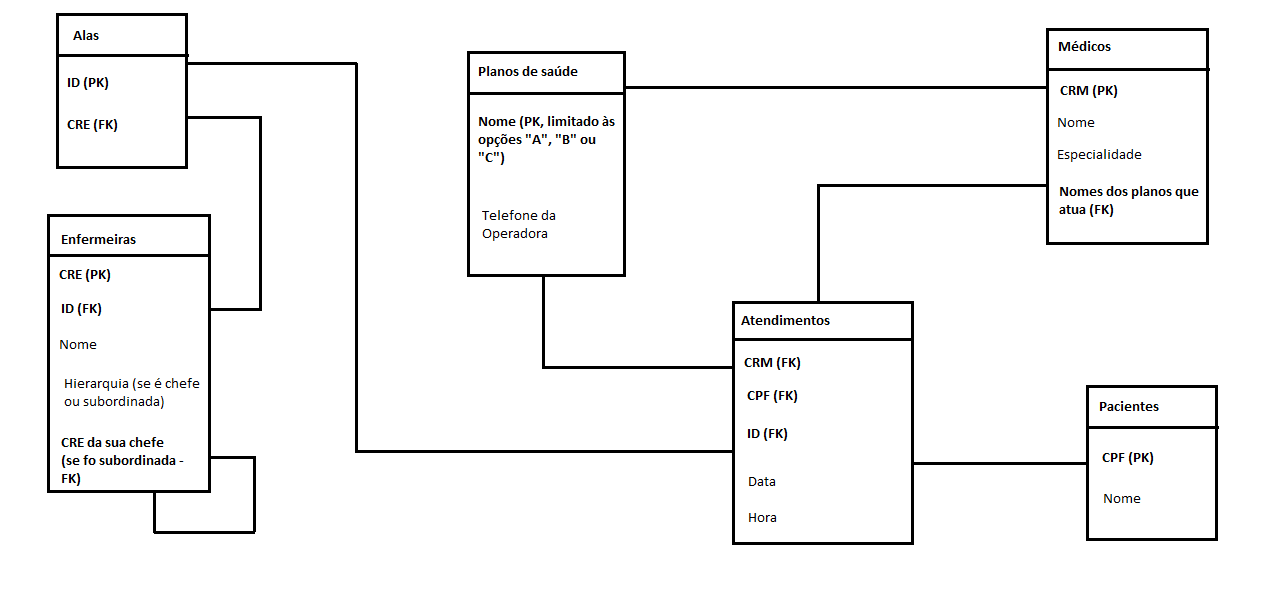 Alas
ID (PK)
CRE (FK)
Enfermeiras
CRE (PK)
ID (FK)
Nome
Hierarquia (se é chefe
ou subordinada)
CRE da sua chefe
(se fo subordinada -
FK)
Planos de saúde
Nome (PK, limitado às
opções "A", "B" ou
"C")
Telefone da
Operadora
Médicos
CRM (PK)
Nome
Especialidade
Nomes dos planos que
atua (FK)
Atendimentos
CRM (FK)
CPF (FK)
ID (FK)
Data
Hora
Pacientes
CPF (PK)
Nome